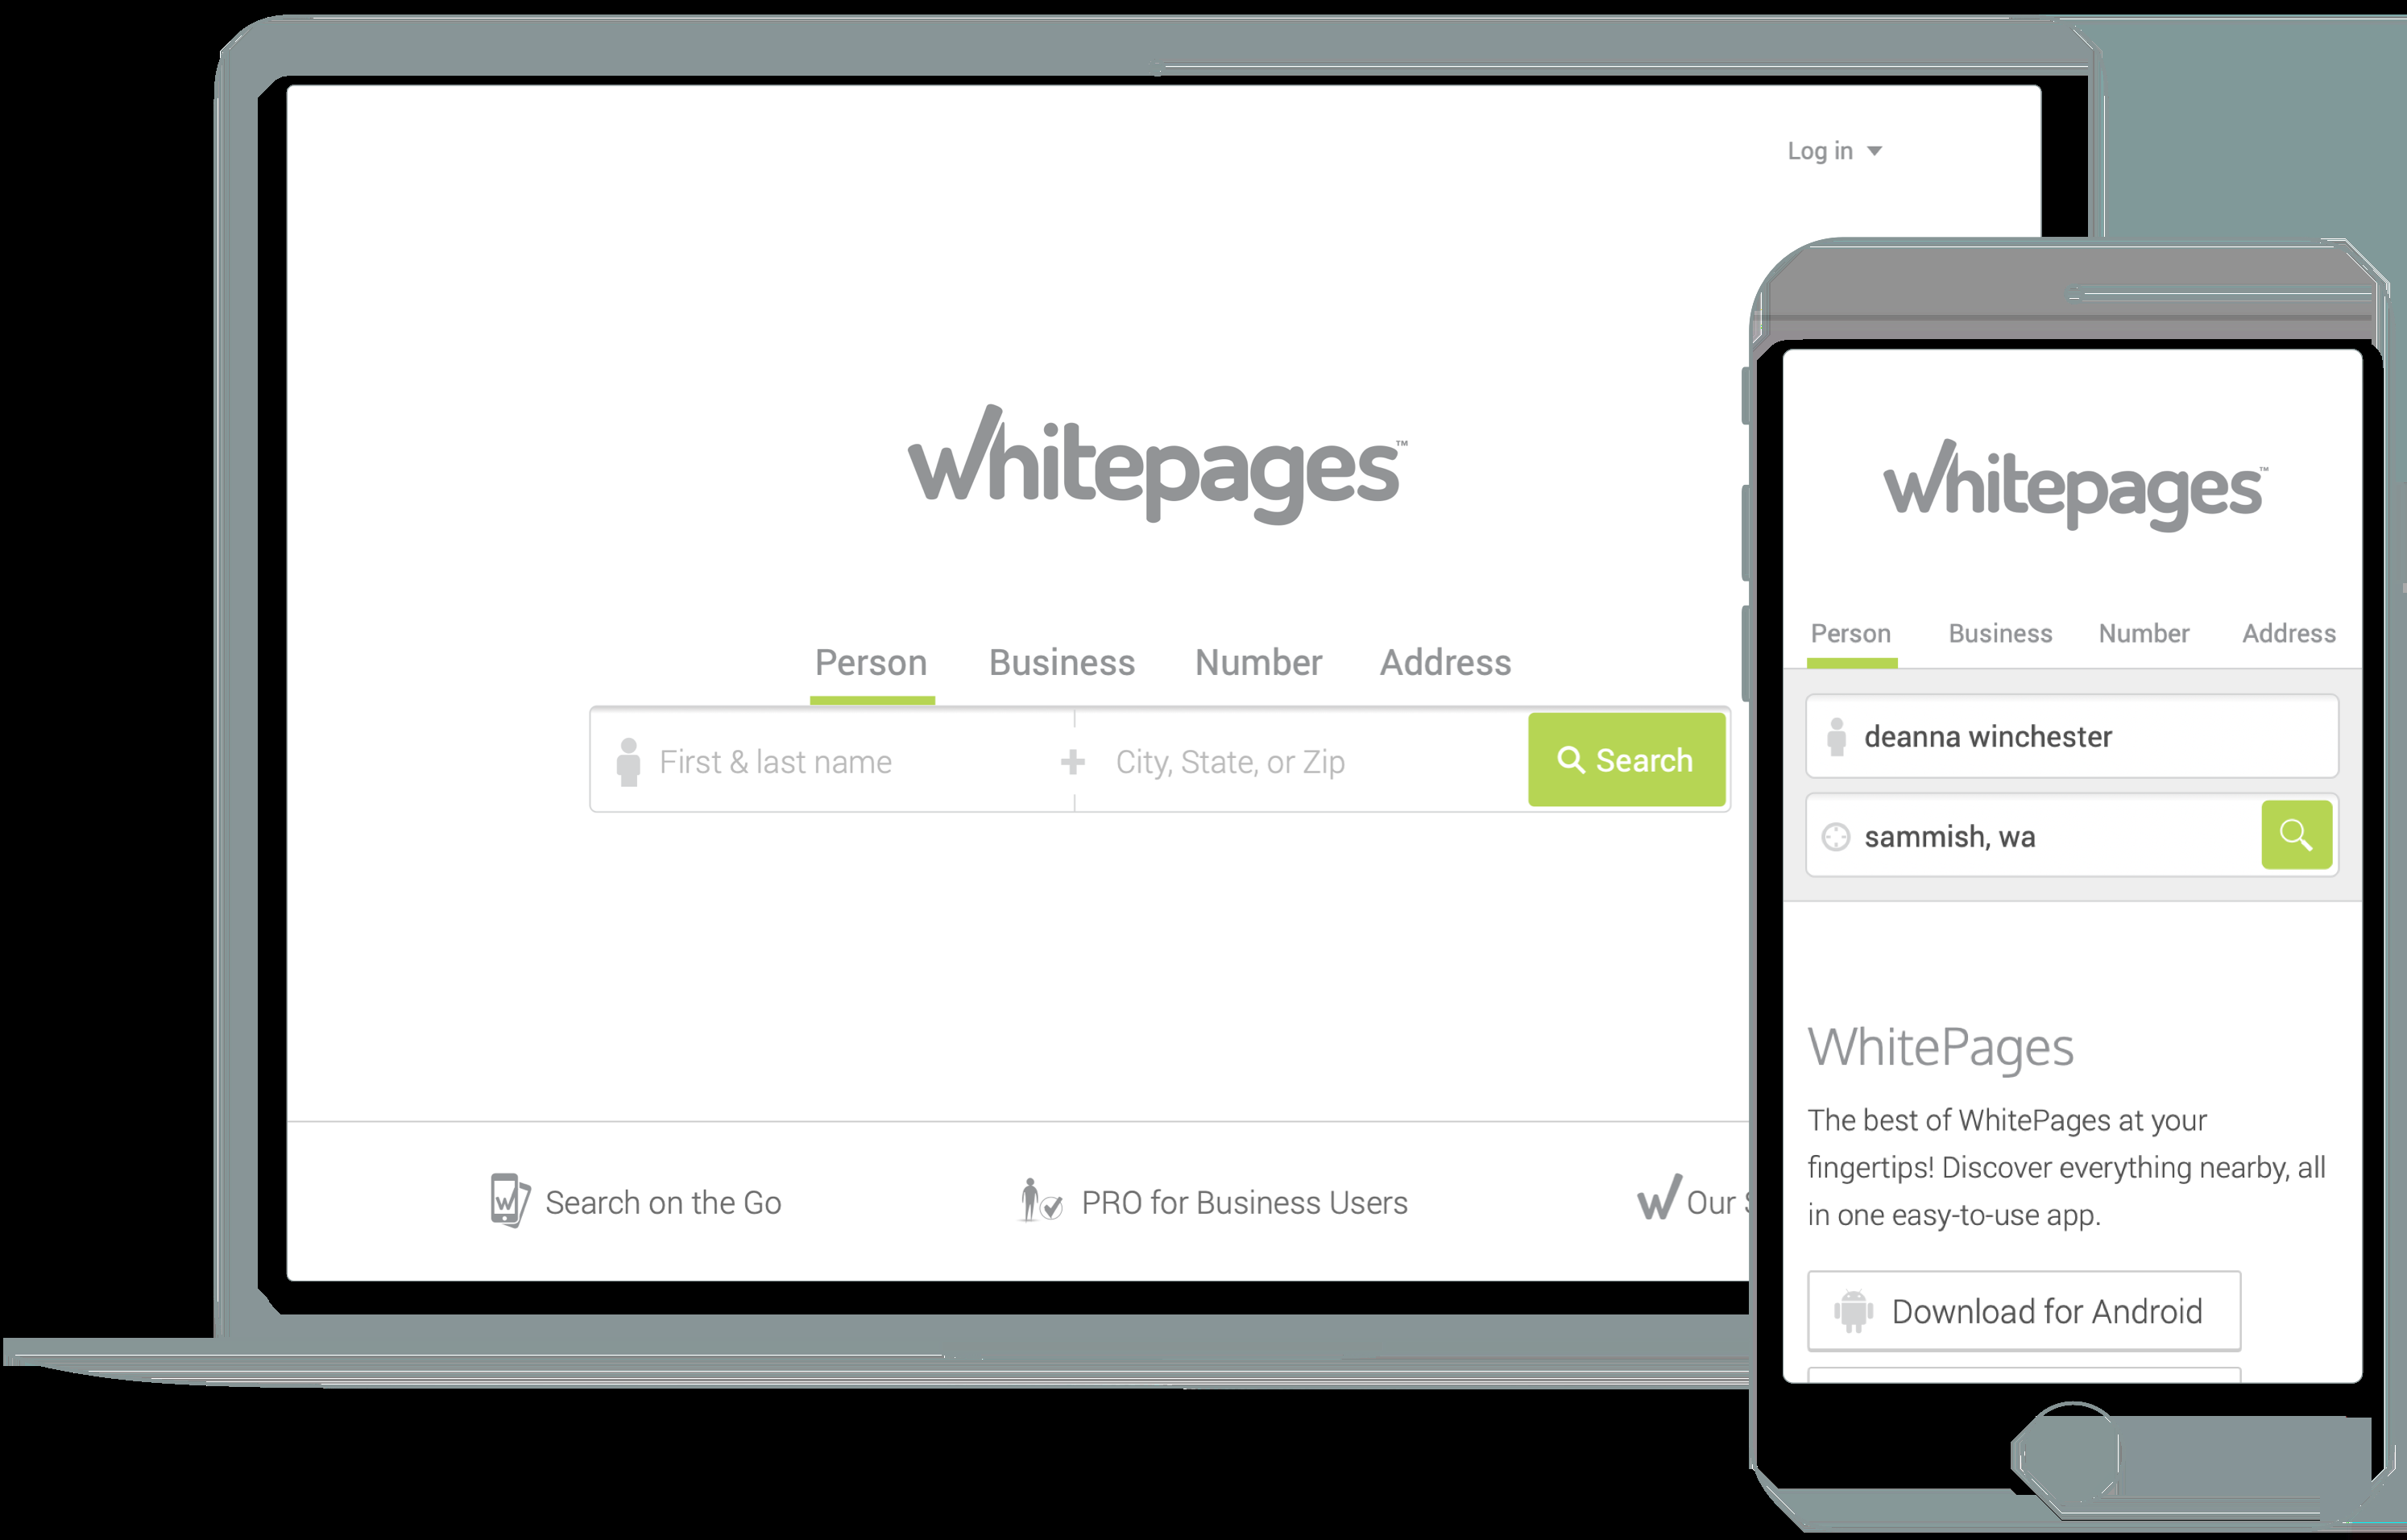 Log in
whitepages™
Person Business Number Address
First & last name + City, State, or Zip Search
Search on the Go PRO for Business Users W Our
whitepages™
Person Business Number Address
deanna winchester
sammish, wa
WhitePages
The best of WhitePages at your
fingertips! Discover everything nearby, all
in one easy-to-use app.
Download for Android